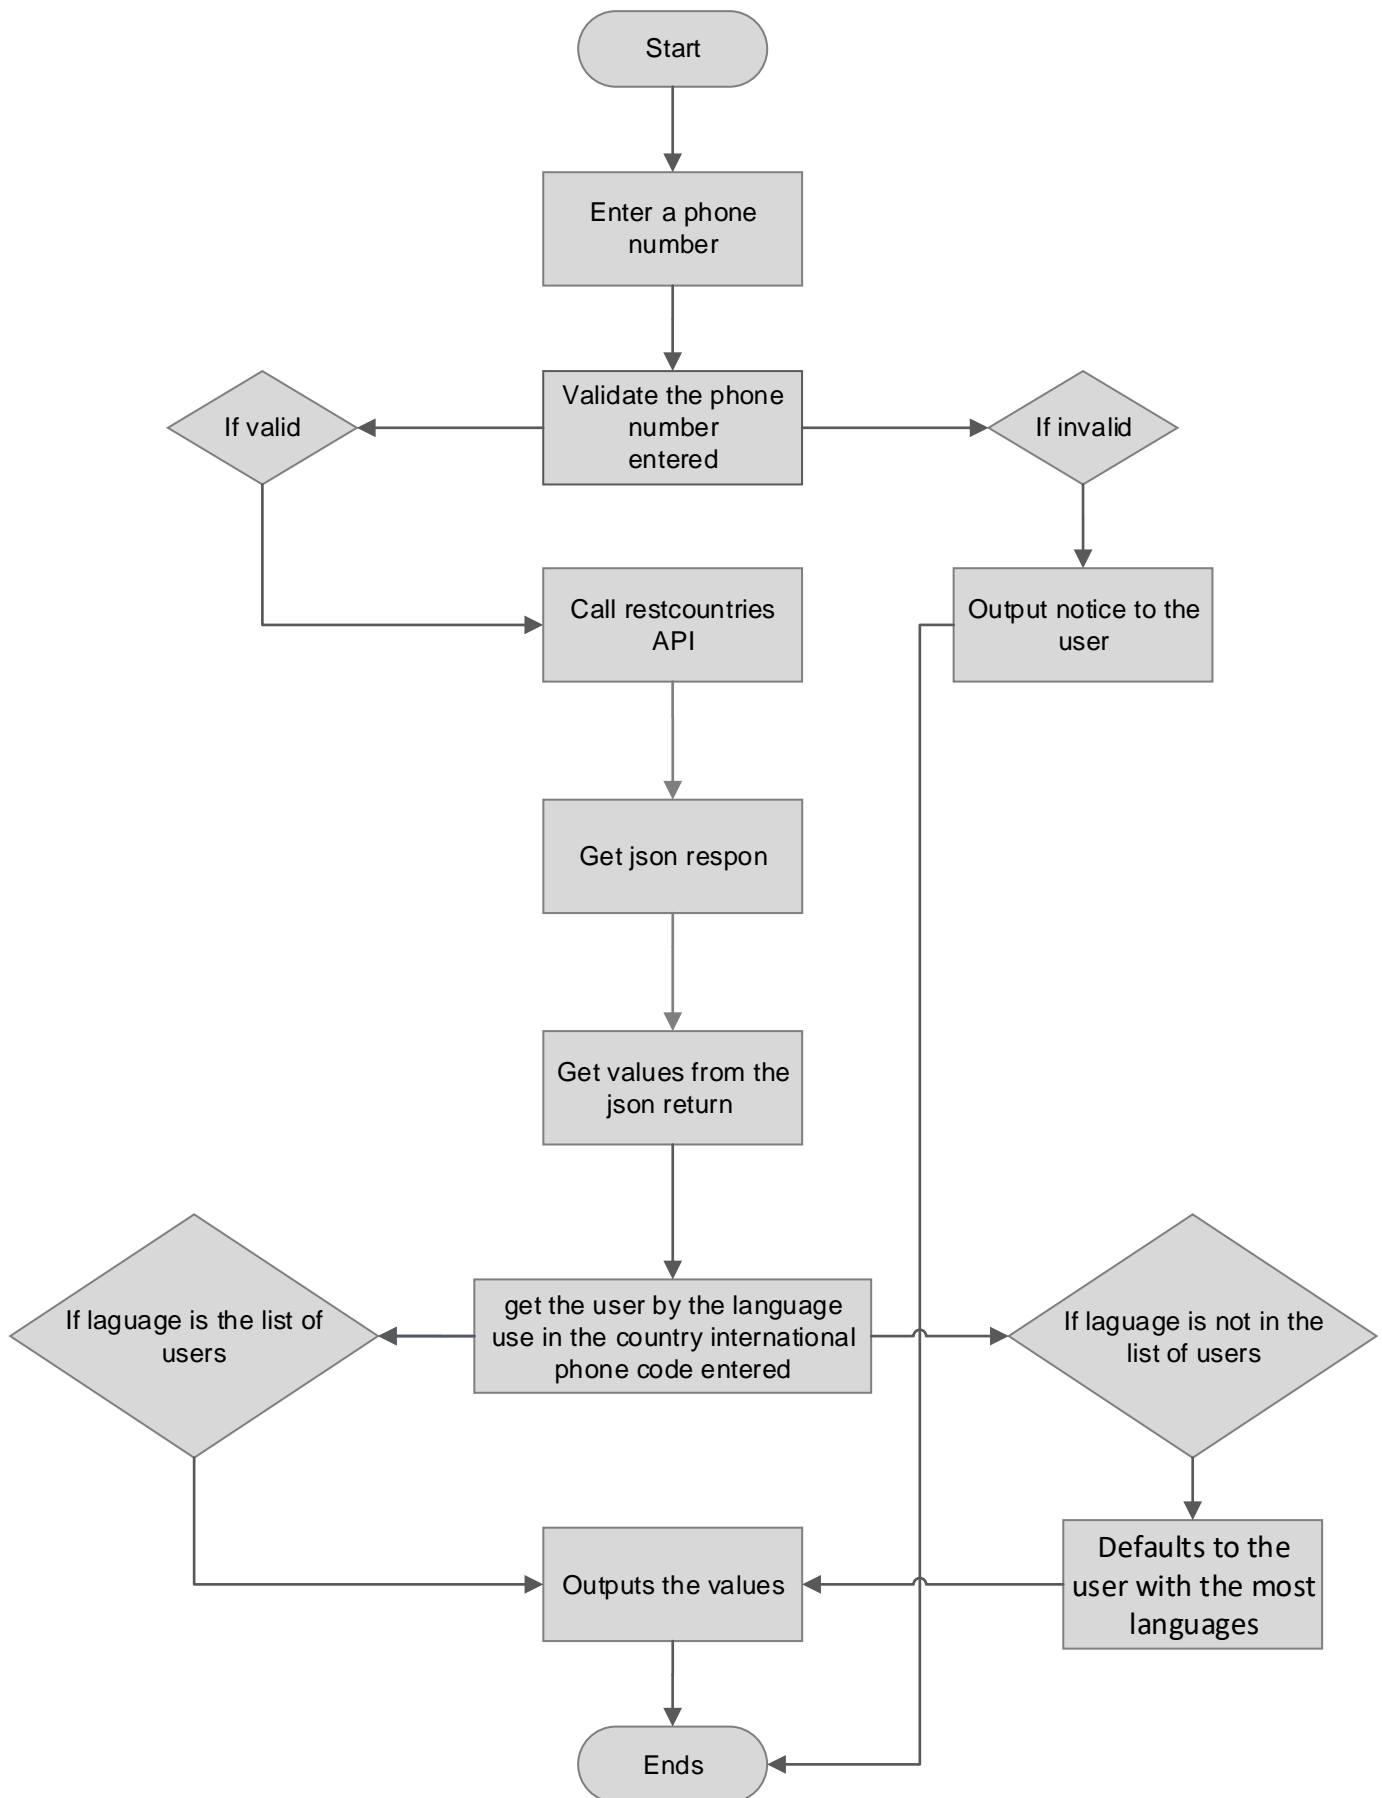 Start
Enter a phone
number
If valid
Validate the phone
number
entered
If invalid
Call restcountries
API
Output notice to the
user
Get json respon
Get values from the
json return
If laguage is the list of
users
get the user by the language
use in the country international
phone code entered
If laguage is not in the
list of users
Outputs the values
Defaults to the
user with the most
languages
Ends